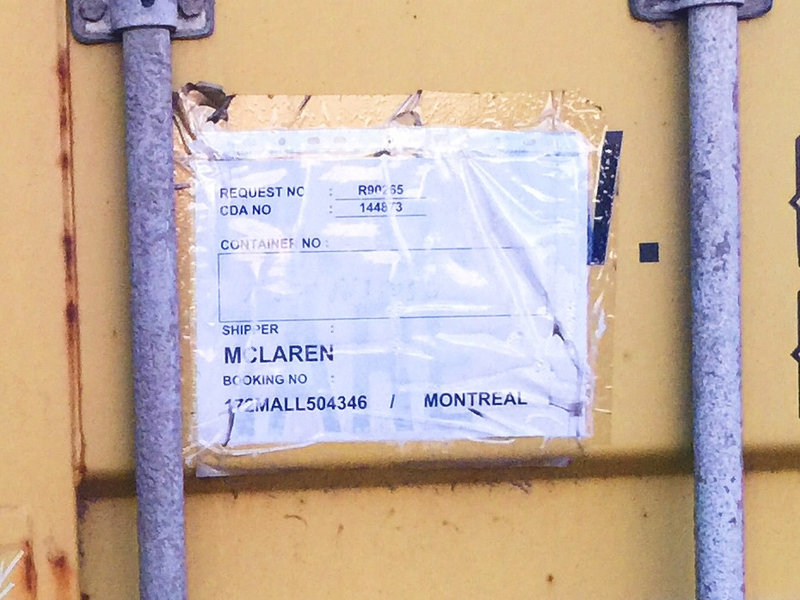 REQUEST NO : R90265
CDA NO : 144873
CONTAINER NO :
SHIPPER :
MCLAREN
BOOKING NO :
172MALL504346 / MONTREAL